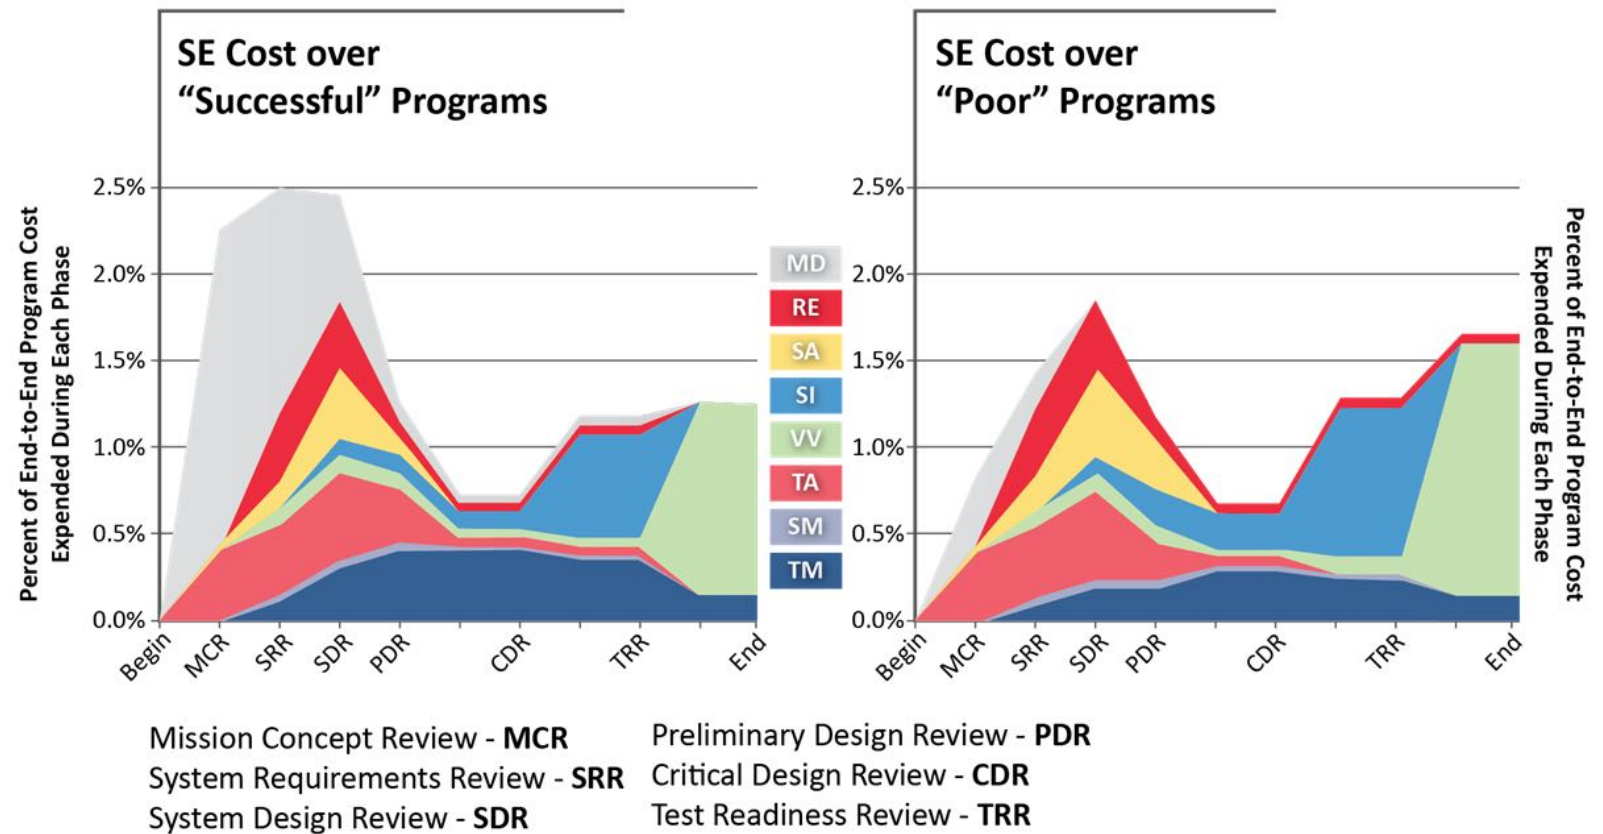 SE Cost over
“Successful” Programs
Percent of End-to-End Program Cost
Expended During Each Phase
2.5%
2.0%
1.5%
1.0%
0.5%
0.0%
Begin
MCR
SRR
SDR
PDR
CDR
TRR
End
MD
RE
SA
SI
VV
TA
SM
TM
SE Cost over
“Poor” Programs
2.5%
2.0%
1.5%
1.0%
0.5%
0.0%
Begin
MCR
SRR
SDR
PDR
CDR
TRR
End
Percent of End-to-End Program Cost
Expended During Each Phase
Mission Concept Review - MCR
System Requirements Review - SRR
System Design Review - SDR
Preliminary Design Review - PDR
Critical Design Review - CDR
Test Readiness Review - TRR